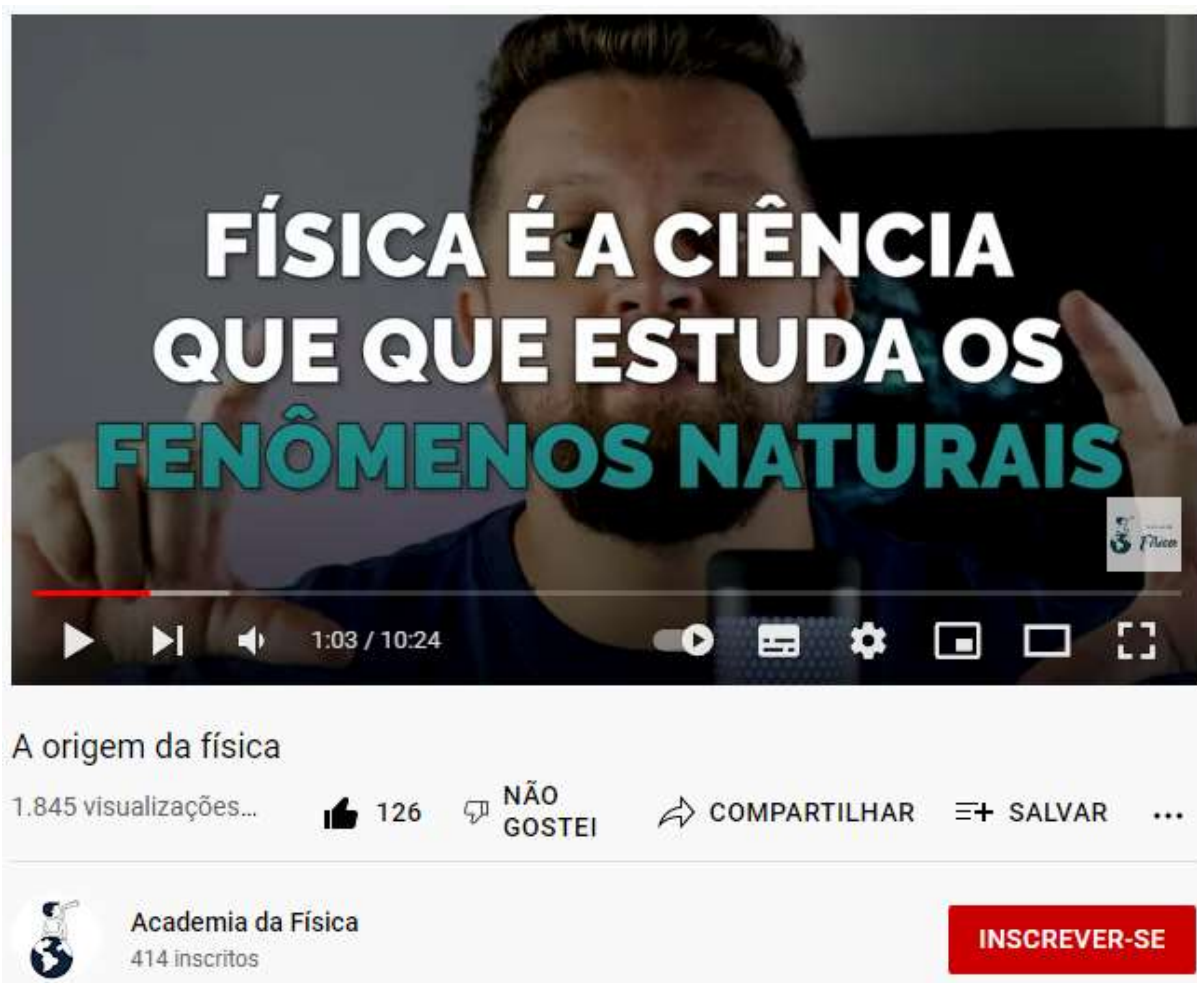 FÍSICA É A CIÊNCIA
QUE QUE ESTUDA OS
FENÔMENOS NATURAIS
Física
1:03 / 10:24
A origem da física
1.845 visualizações...
126
NÃO
GOSTEI
COMPARTILHAR
SALVAR
Academia da Física
414 inscritos
INSCREVER-SE